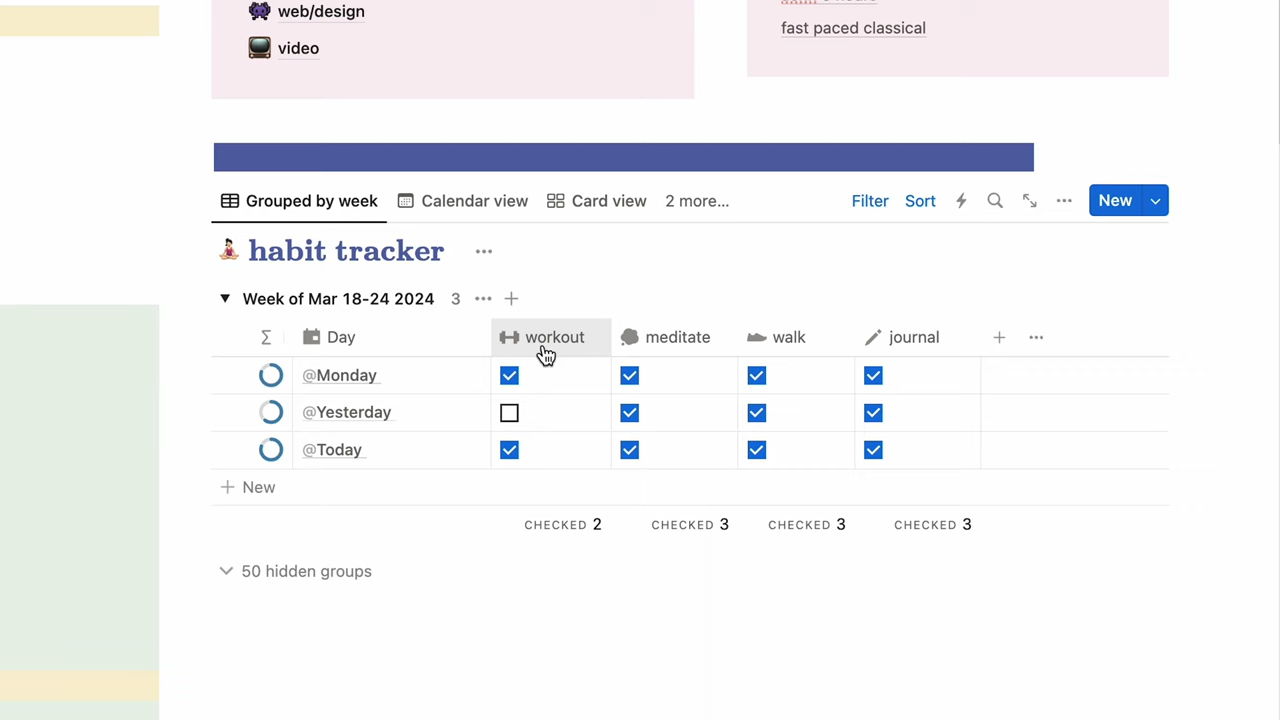 web/design
video
fast paced classical
Grouped by week Calendar view Card view 2 more... Filter Sort New
habit tracker
Week of Mar 18-24 2024 3
Σ Day workout meditate walk journal
@Monday
@Yesterday
@Today
New
CHECKED 2 CHECKED 3 CHECKED 3 CHECKED 3
50 hidden groups